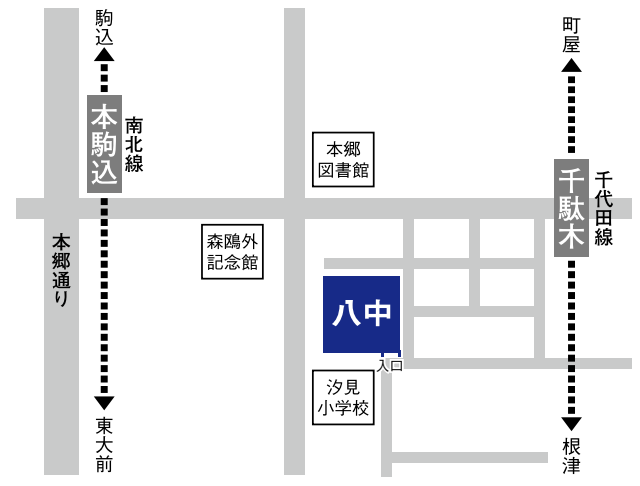 駒込
本駒込
南北線
本郷通り
東大前
本郷
図書館
森鴎外
記念館
八中
入口
汐見
小学校
町屋
千駄木
千代田線
根津